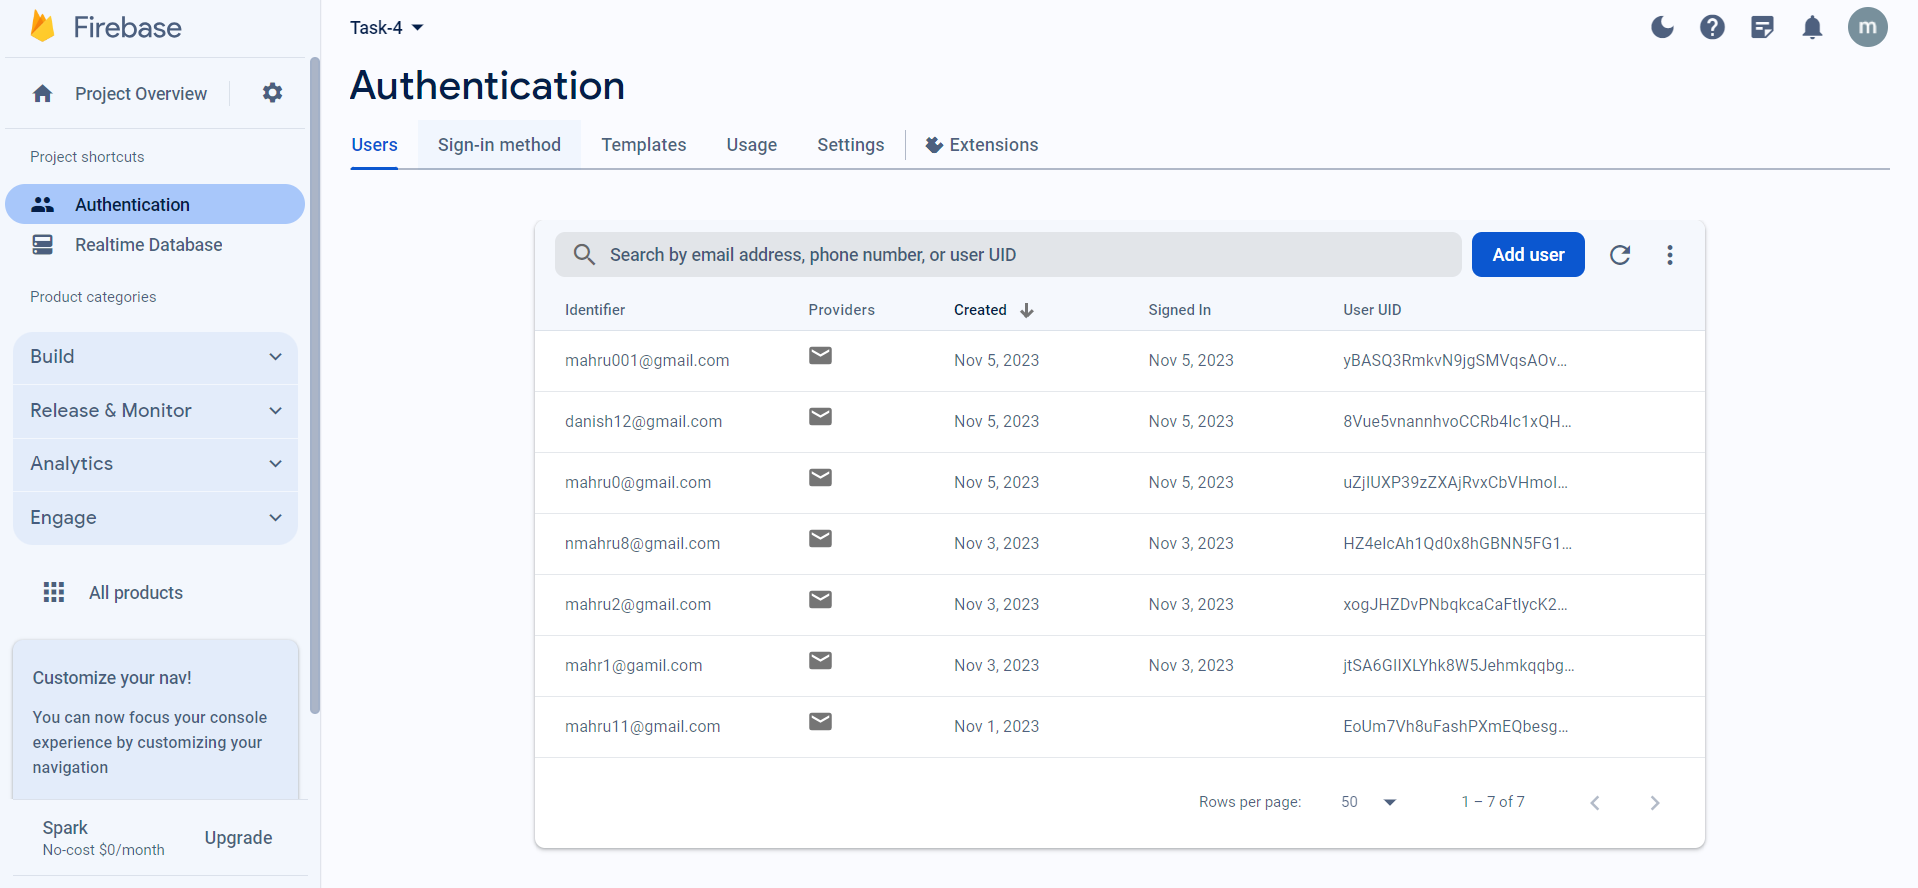 Firebase
Task-4
m
Project Overview
Authentication
Users
Sign-in method
Templates
Usage
Settings
Extensions
Project shortcuts
Authentication
Realtime Database
Product categories
Build
Release & Monitor
Analytics
Engage
All products
Customize your nav!
You can now focus your console
experience by customizing your
navigation
Spark
No-cost $0/month
Upgrade
Search by email address, phone number, or user UID
Add user
Identifier Providers Created Signed In User UID
mahru001@gmail.com Nov 5, 2023 Nov 5, 2023 yBASQ3RmkvN9jgSMVqsAOv...
danish12@gmail.com Nov 5, 2023 Nov 5, 2023 8Vue5vnannhvoCCRb4Ic1xQH...
mahru0@gmail.com Nov 5, 2023 Nov 5, 2023 uZjIUXP39zZXAjRvxCbVHmoI...
nmahru8@gmail.com Nov 3, 2023 Nov 3, 2023 HZ4eIcAh1Qd0x8hGBNN5FG1...
mahru2@gmail.com Nov 3, 2023 Nov 3, 2023 xogJHZDvPNbqkcaCaFtlycK2...
mahr1@gamil.com Nov 3, 2023 Nov 3, 2023 jtSA6GIIXLYhk8W5Jehmkqqbg...
mahru11@gmail.com Nov 1, 2023 EoUm7Vh8uFashPXmEQbesg...
Rows per page: 50 1 – 7 of 7